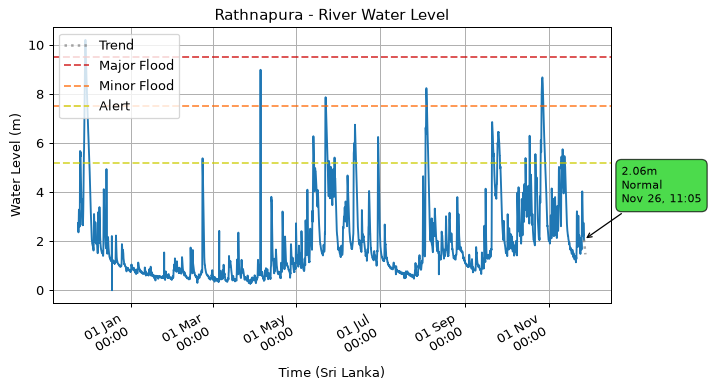 Rathnapura - River Water Level
Trend
Major Flood
Minor Flood
Alert
Water Level (m)
10
8
6
4
2
0
2.06m
Normal
Nov 26, 11:05
01 Jan
00:00
01 Mar
00:00
01 May
00:00
01 Jul
00:00
01 Sep
00:00
01 Nov
00:00
Time (Sri Lanka)